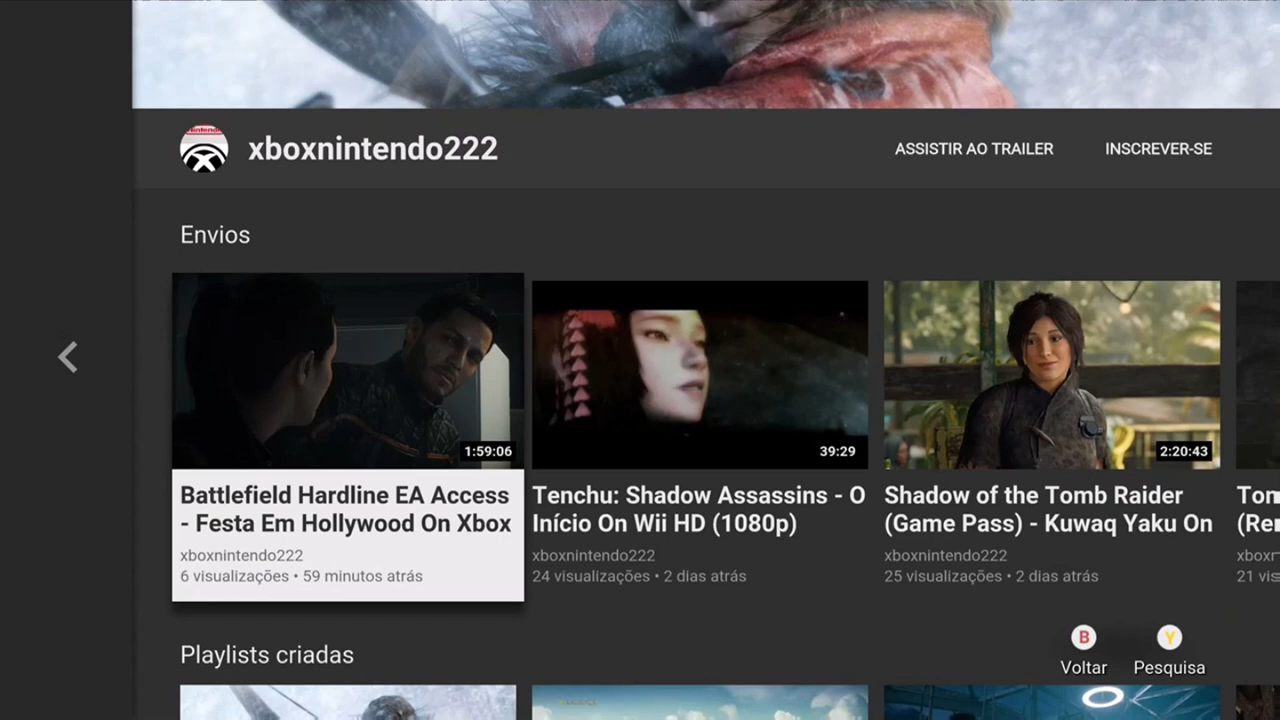 xboxnintendo222
ASSISTIR AO TRAILER
INSCREVER-SE
Envios
1:59:06
39:29
2:20:43
Battlefield Hardline EA Access
- Festa Em Hollywood On Xbox
xboxnintendo222
6 visualizações • 59 minutos atrás
Tenchu: Shadow Assassins - O
Início On Wii HD (1080p)
xboxnintendo222
24 visualizações • 2 dias atrás
Shadow of the Tomb Raider
(Game Pass) - Kuwaq Yaku On
xboxnintendo222
25 visualizações • 2 dias atrás
21
Playlists criadas
B
Y
Voltar
Pesquisa